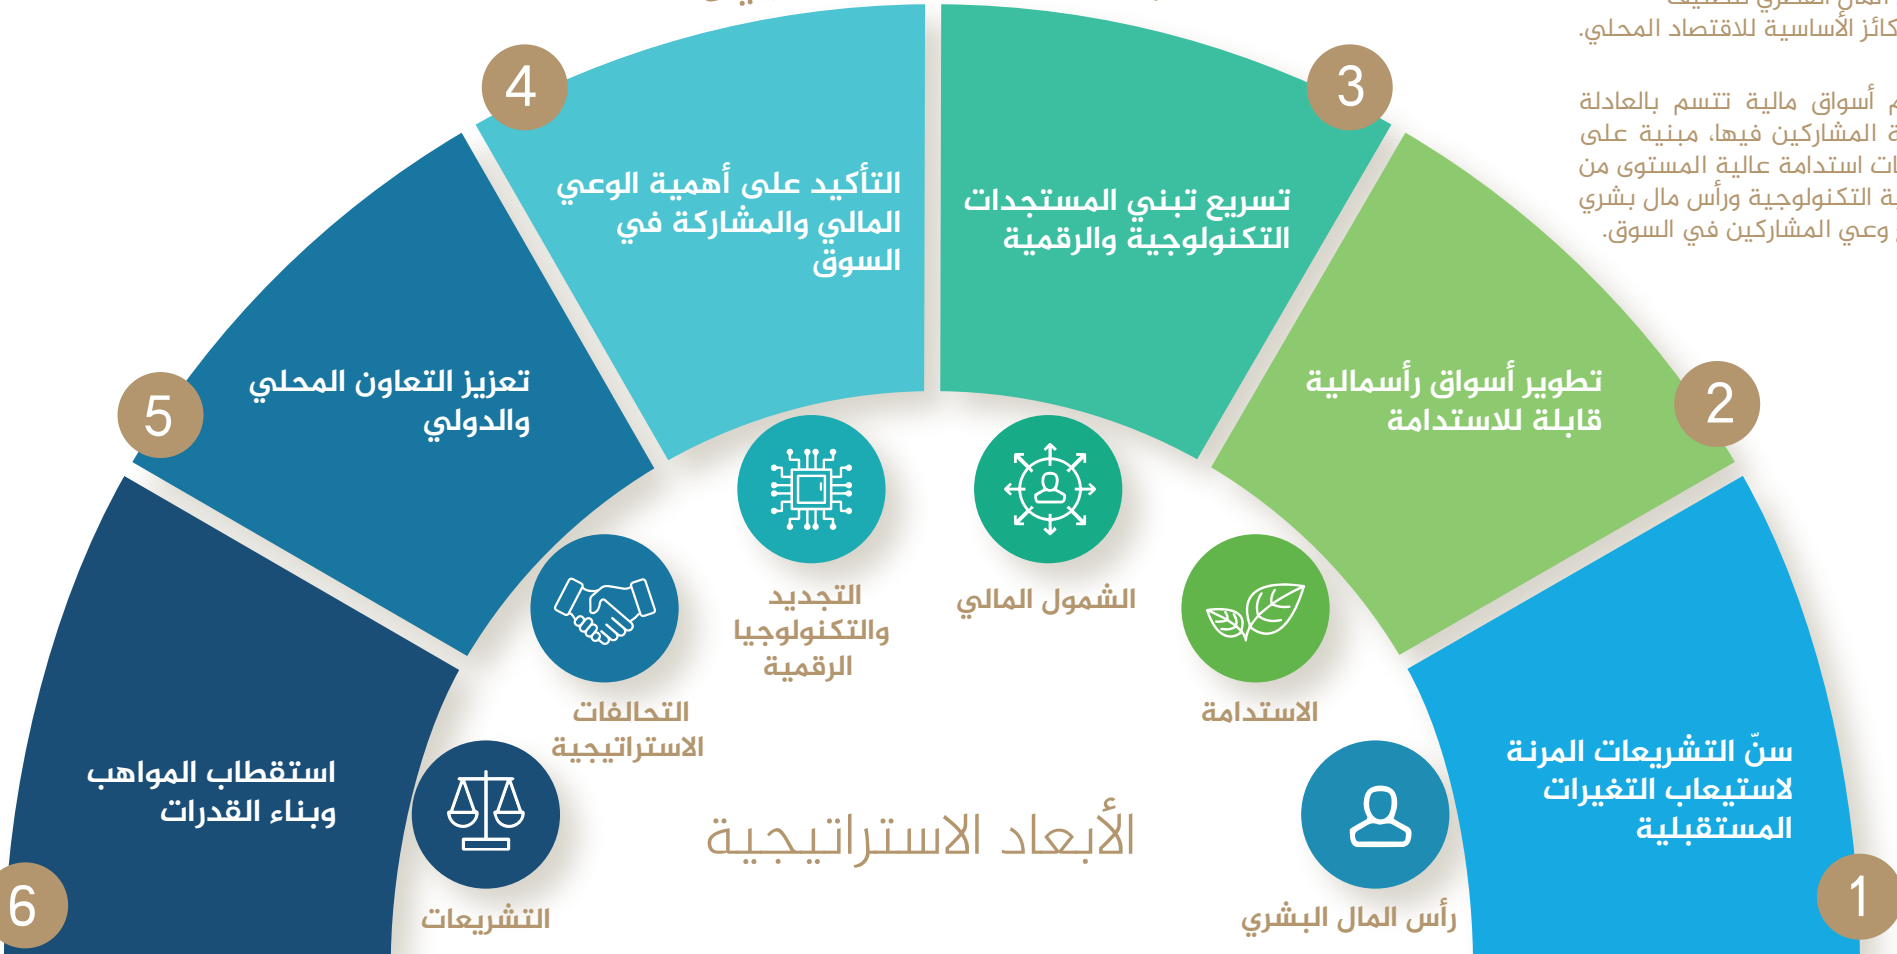 كائز الأساسية للاقتصاد المحلي.
أسواق مالية تتسم بالعادلة
المشاركين فيها، مبنية على
استدامة عالية المستوى من
التكنولوجية ورأس مال بشري
وعي المشاركين في السوق.
1
سنّ التشريعات المرنة
لاستيعاب التغيرات
المستقبلية
2
تطوير أسواق رأسمالية
قابلة للاستدامة
3
تسريع تبني المستجدات
التكنولوجية والرقمية
4
التأكيد على أهمية الوعي
المالي والمشاركة في
السوق
5
تعزيز التعاون المحلي
والدولي
6
استقطاب المواهب
وبناء القدرات
رأس المال البشري
الاستدامة
الشمول المالي
التجديد
والتكنولوجيا
الرقمية
التحالفات
الاستراتيجية
التشريعات
الأبعاد الاستراتيجية